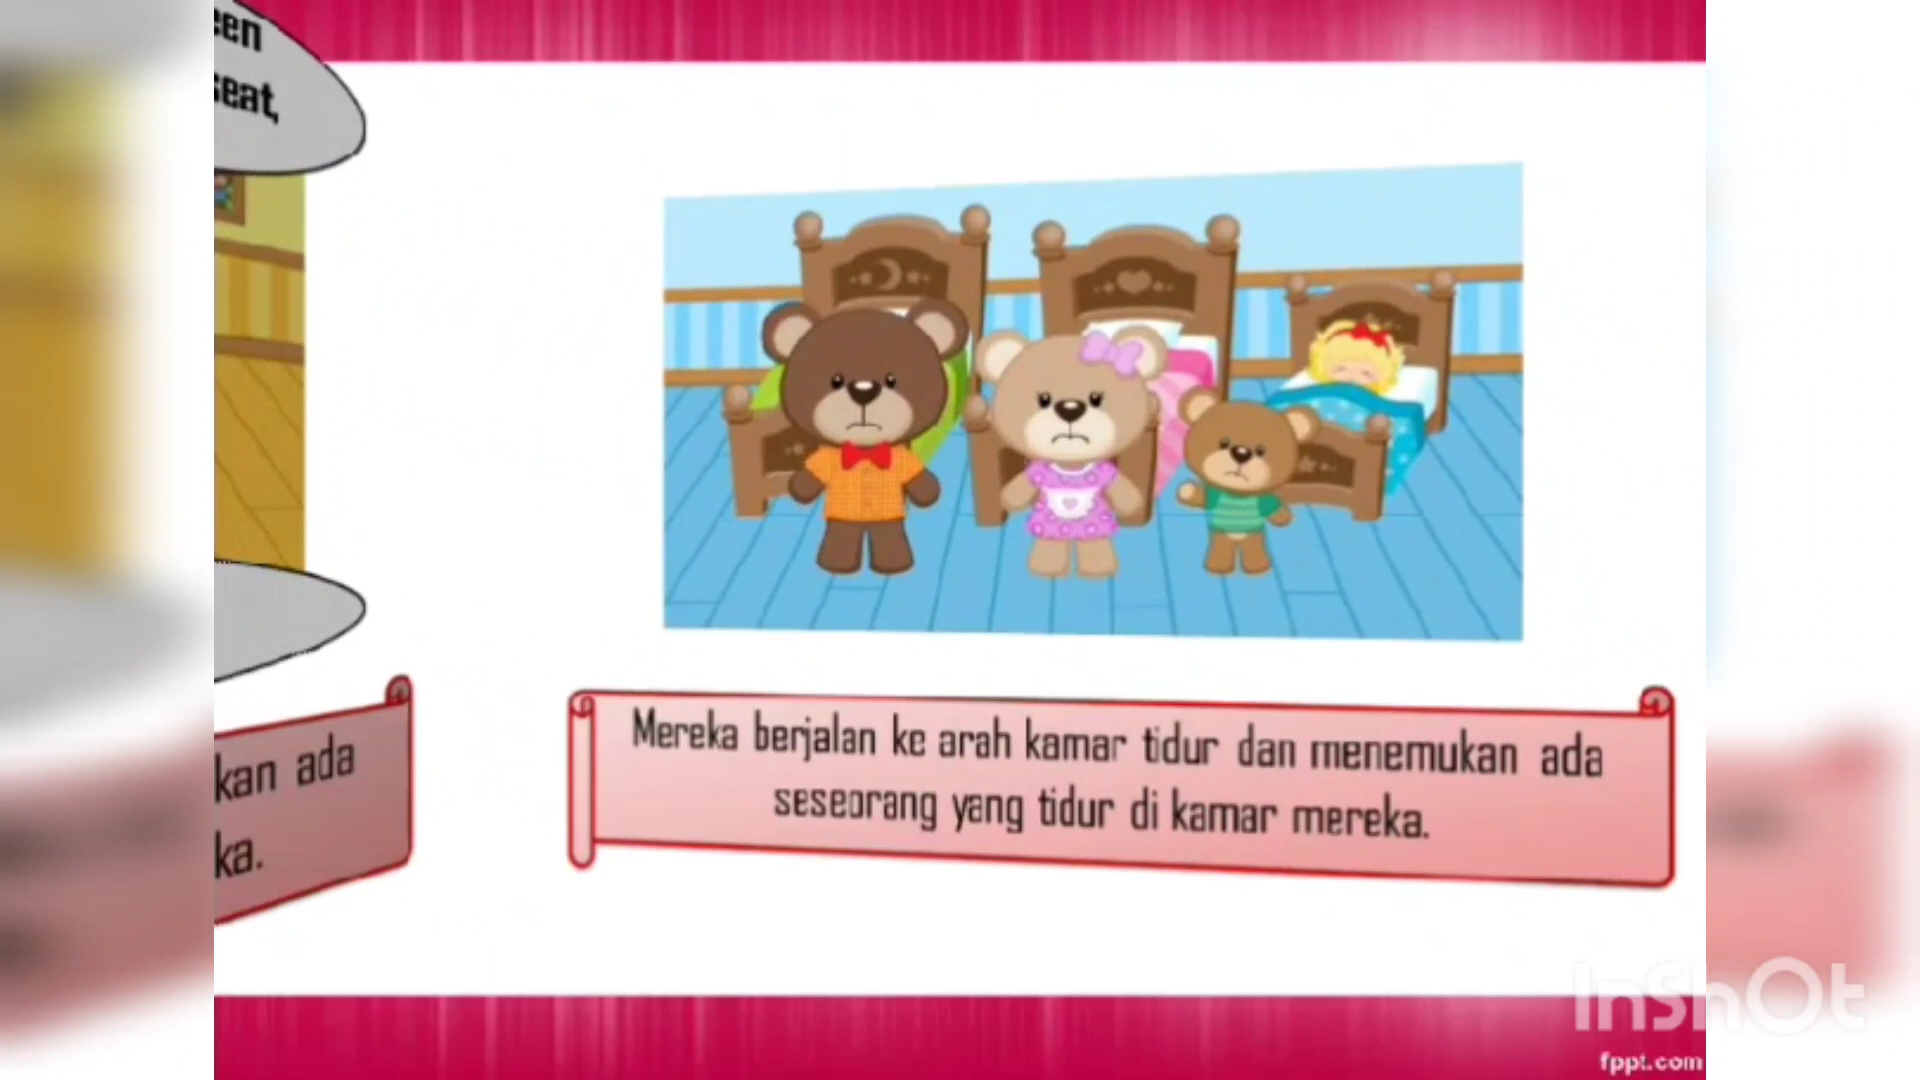 een
seat,
kan ada
ka.
Mereka berjalan ke arah kamar tidur dan menemukan ada
seseorang yang tidur di kamar mereka.
InShOt
fppt.com